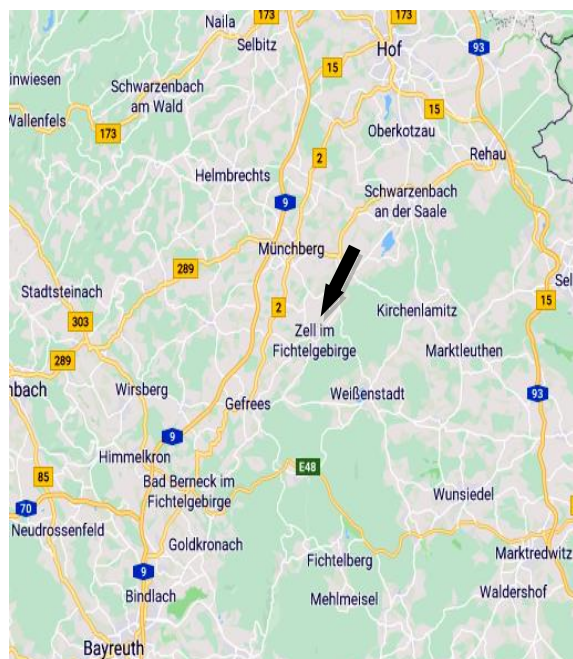 Naila
173
173
Selbitz
Hof
93
15
inwiesen
Schwarzenbach
am Wald
15
Wallenfels
173
Oberkotzau
2
Rehau
Helmbrechts
Schwarzenbach
an der Saale
9
Münchberg
289
Stadtsteinach
Sel
2
Kirchenlamitz
15
303
Zell im
Fichtelgebirge
Marktleuthen
289
nbach
Wirsberg
Weißenstadt
93
Gefrees
9
Himmelkron
E48
85
Bad Berneck im
Fichtelgebirge
Wunsiedel
70
Neudrossenfeld
Goldkronach
Fichtelberg
Marktredwitz
9
Bindlach
Mehlmeisel
Waldershof
Bayreuth